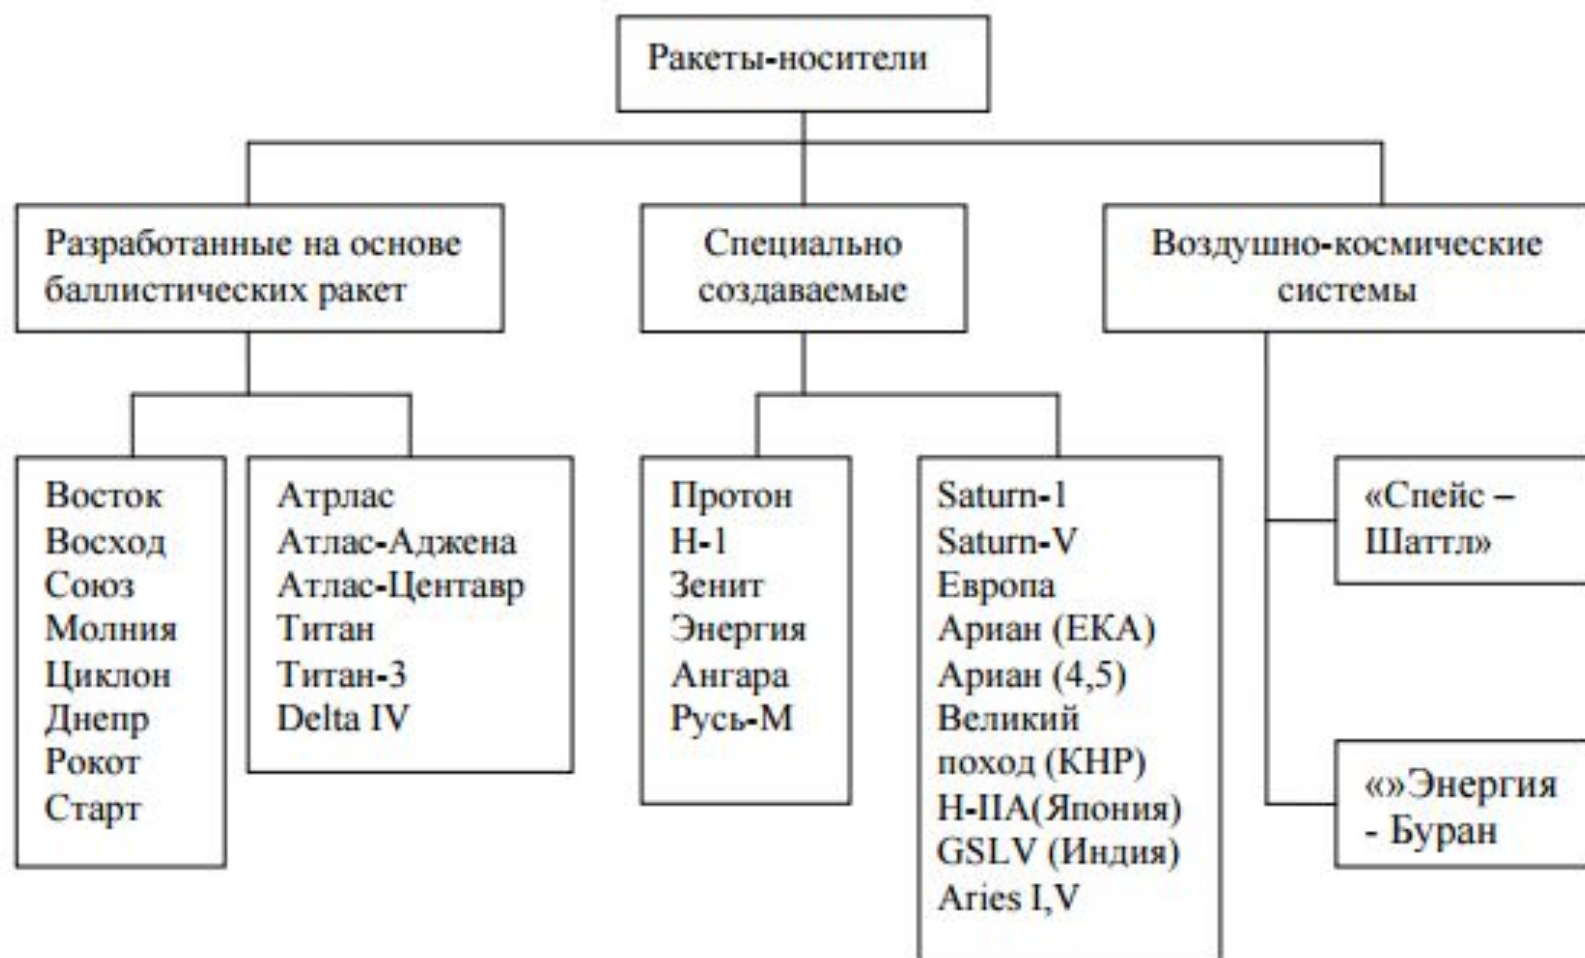 Ракеты-носители
Разработанные на основе
баллистических ракет
Специально
создаваемые
Воздушно-космические
системы
Восток
Восход
Союз
Молния
Циклон
Днепр
Рокот
Старт
Атрлас
Атлас-Аджена
Атлас-Центавр
Титан
Титан-3
Delta IV
Протон
Н-1
Зенит
Энергия
Ангара
Русь-М
Saturn-1
Saturn-V
Европа
Ариан (ЕКА)
Ариан (4,5)
Великий
поход (КНР)
H-IIA(Япония)
GSLV (Индия)
Aries I,V
«Спейс –
Шаттл»
«»Энергия
- Буран